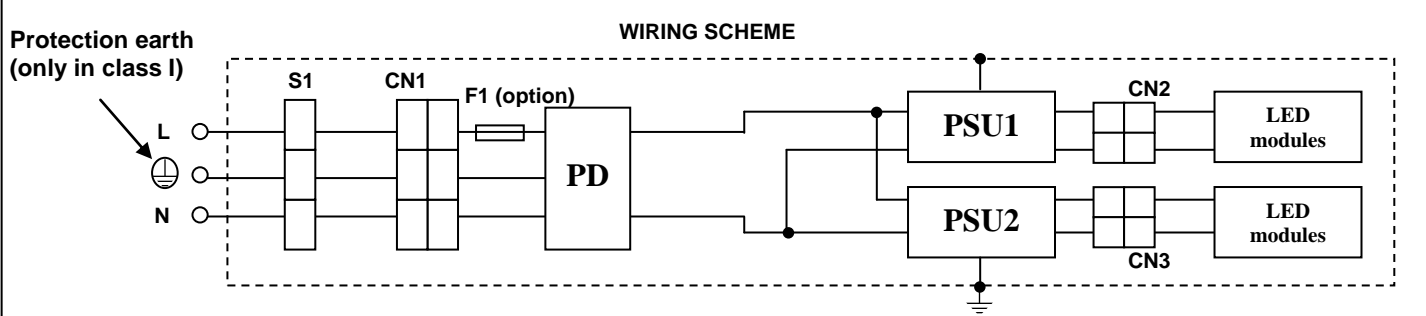 WIRING SCHEME
Protection earth
(only in class I)
S1
CN1
F1 (option)
CN2
L
N
PD
PSU1
LED
modules
PSU2
LED
modules
CN3